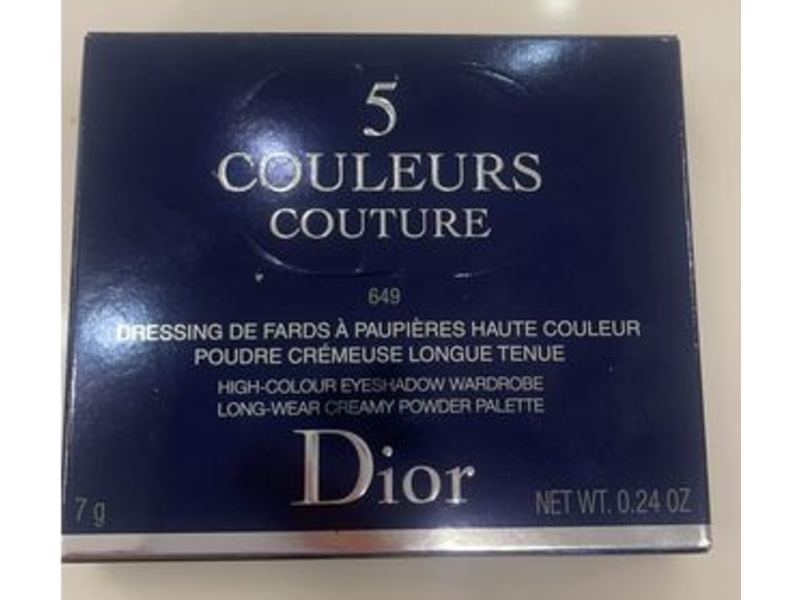 5
COULEURS
COUTURE
649
DRESSING DE FARDS À PAUPIÈRES HAUTE COULEUR
POUDRE CRÉMEUSE LONGUE TENUE
HIGH-COLOUR EYESHADOW WARDROBE
LONG-WEAR CREAMY POWDER PALETTE
Dior
7 g NET WT. 0.24 OZ